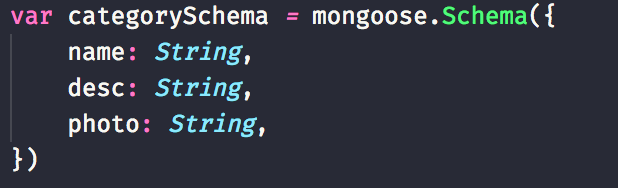 var categorySchema = mongoose.Schema({
    name: String,
    desc: String,
    photo: String,
})